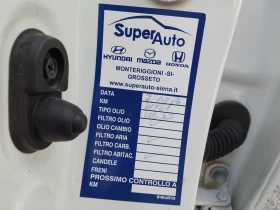 SuperAuto
HYUNDAI mazda HONDA
MONTERIGGIONI -SI-
GROSSETO
www.superauto-siena.it
DATA
KM
TIPO OLIO
FILTRO OLIO
OLIO CAMBIO
FILTRO ARIA
FILTRO CARB.
FILTRO ABITAC.
CANDELE
FRENI
PROSSIMO CONTROLLO A
KM